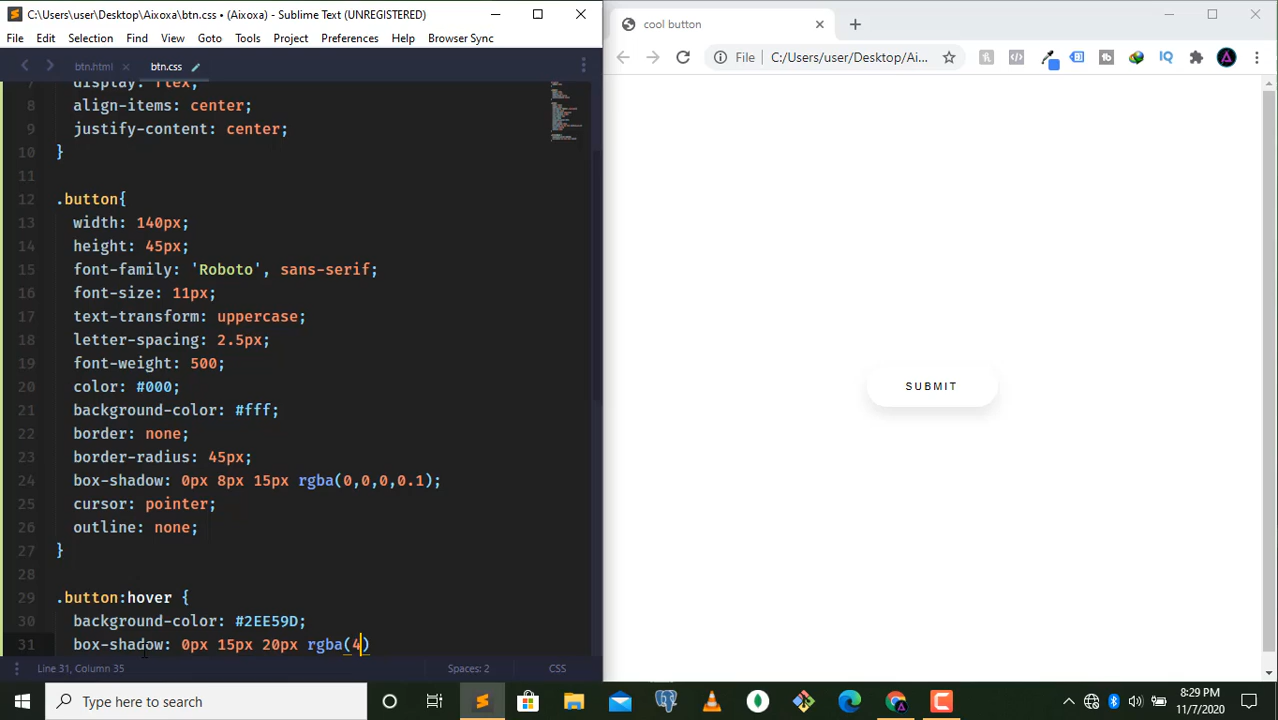 C:\Users\user\Desktop\Aixoxa\btn.css • (Aixoxa) - Sublime Text (UNREGISTERED)
File Edit Selection Find View Goto Tools Project Preferences Help Browser Sync
btn.html btn.css
7 display: flex;
8 align-items: center;
9 justify-content: center;
10 }
11
12 .button{
13 width: 140px;
14 height: 45px;
15 font-family: 'Roboto', sans-serif;
16 font-size: 11px;
17 text-transform: uppercase;
18 letter-spacing: 2.5px;
19 font-weight: 500;
20 color: #000;
21 background-color: #fff;
22 border: none;
23 border-radius: 45px;
24 box-shadow: 0px 8px 15px rgba(0,0,0,0.1);
25 cursor: pointer;
26 outline: none;
27 }
28
29 .button:hover {
30 background-color: #2EE59D;
31 box-shadow: 0px 15px 20px rgba(4)
Line 31, Column 35 Spaces: 2 CSS
cool button
File C:/Users/user/Desktop/Ai...
IQ
SUBMIT
Type here to search
8:29 PM
11/7/2020